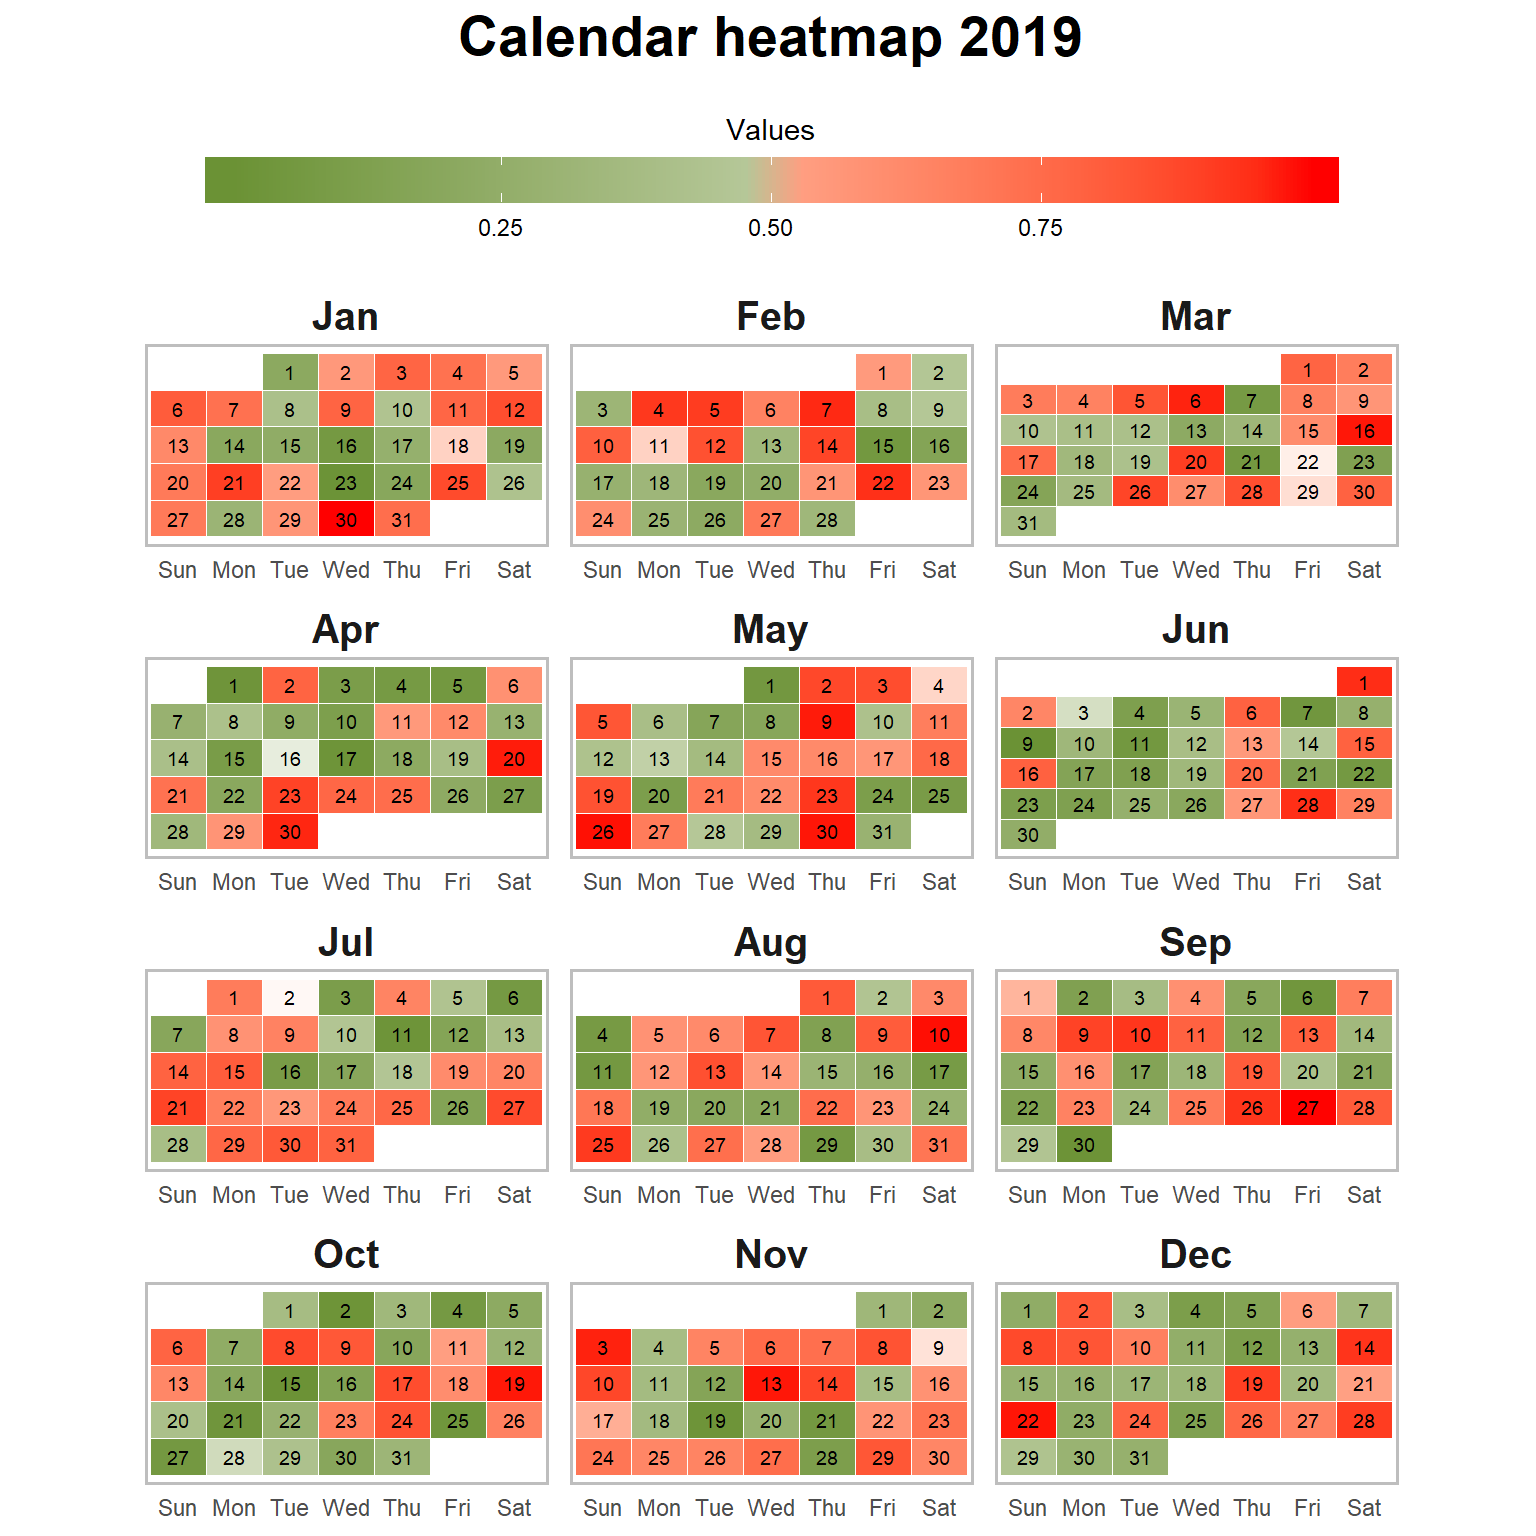 Calendar heatmap 2019
Values
0.25 0.50 0.75
Jan Feb Mar
1 2 3 4 5 1 2 1 2
6 7 8 9 10 11 12 3 4 5 6 7 8 9 3 4 5 6 7 8 9
13 14 15 16 17 18 19 10 11 12 13 14 15 16 10 11 12 13 14 15 16
20 21 22 23 24 25 26 17 18 19 20 21 22 23 17 18 19 20 21 22 23
27 28 29 30 31 24 25 26 27 28 24 25 26 27 28 29 30
31
Sun Mon Tue Wed Thu Fri Sat Sun Mon Tue Wed Thu Fri Sat Sun Mon Tue Wed Thu Fri Sat
Apr May Jun
1 2 3 4 5 6 1 2 3 4 1
7 8 9 10 11 12 13 5 6 7 8 9 10 11 2 3 4 5 6 7 8
14 15 16 17 18 19 20 12 13 14 15 16 17 18 9 10 11 12 13 14 15
21 22 23 24 25 26 27 19 20 21 22 23 24 25 16 17 18 19 20 21 22
28 29 30 26 27 28 29 30 31 23 24 25 26 27 28 29
30
Sun Mon Tue Wed Thu Fri Sat Sun Mon Tue Wed Thu Fri Sat Sun Mon Tue Wed Thu Fri Sat
Jul Aug Sep
1 2 3 4 5 6 1 2 3 1 2 3 4 5 6 7
7 8 9 10 11 12 13 4 5 6 7 8 9 10 8 9 10 11 12 13 14
14 15 16 17 18 19 20 11 12 13 14 15 16 17 15 16 17 18 19 20 21
21 22 23 24 25 26 27 18 19 20 21 22 23 24 22 23 24 25 26 27 28
28 29 30 31 25 26 27 28 29 30 31 29 30
Sun Mon Tue Wed Thu Fri Sat Sun Mon Tue Wed Thu Fri Sat Sun Mon Tue Wed Thu Fri Sat
Oct Nov Dec
1 2 3 4 5 1 2 1 2 3 4 5 6 7
6 7 8 9 10 11 12 3 4 5 6 7 8 9 8 9 10 11 12 13 14
13 14 15 16 17 18 19 10 11 12 13 14 15 16 15 16 17 18 19 20 21
20 21 22 23 24 25 26 17 18 19 20 21 22 23 22 23 24 25 26 27 28
27 28 29 30 31 24 25 26 27 28 29 30 29 30 31
Sun Mon Tue Wed Thu Fri Sat Sun Mon Tue Wed Thu Fri Sat Sun Mon Tue Wed Thu Fri Sat